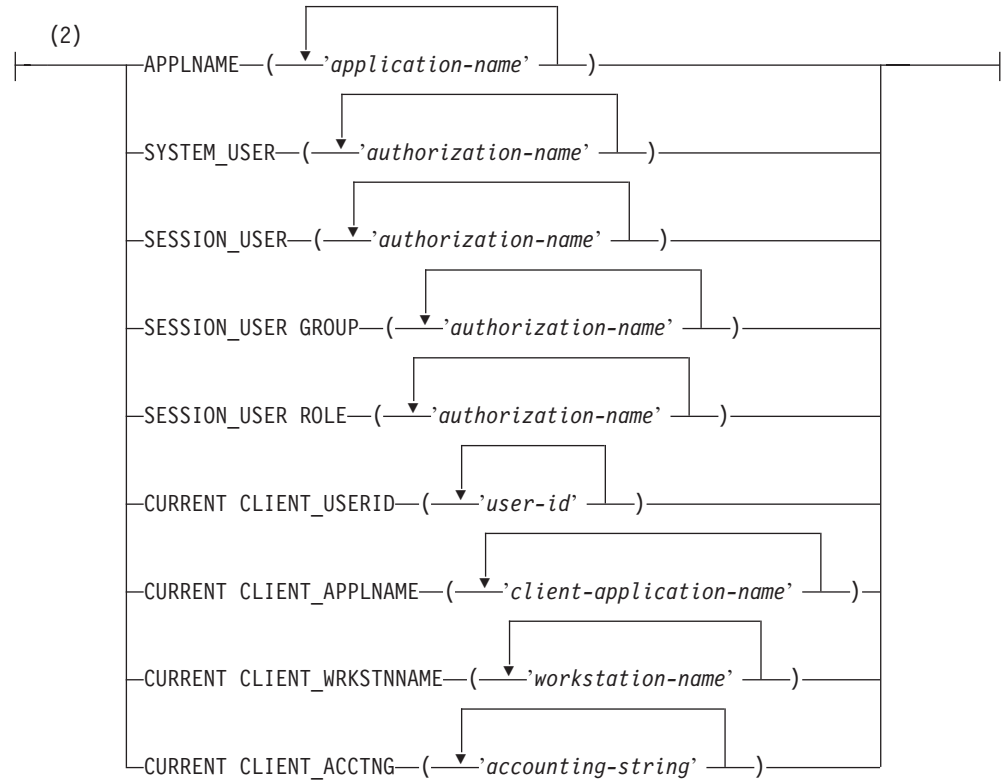 (2)
APPLNAME ( 'application-name' )
SYSTEM_USER ( 'authorization-name' )
SESSION_USER ( 'authorization-name' )
SESSION_USER GROUP ( 'authorization-name' )
SESSION_USER ROLE ( 'authorization-name' )
CURRENT CLIENT_USERID ( 'user-id' )
CURRENT CLIENT_APPLNAME ( 'client-application-name' )
CURRENT CLIENT_WRKSTNNAME ( 'workstation-name' )
CURRENT CLIENT_ACCTNG ( 'accounting-string' )